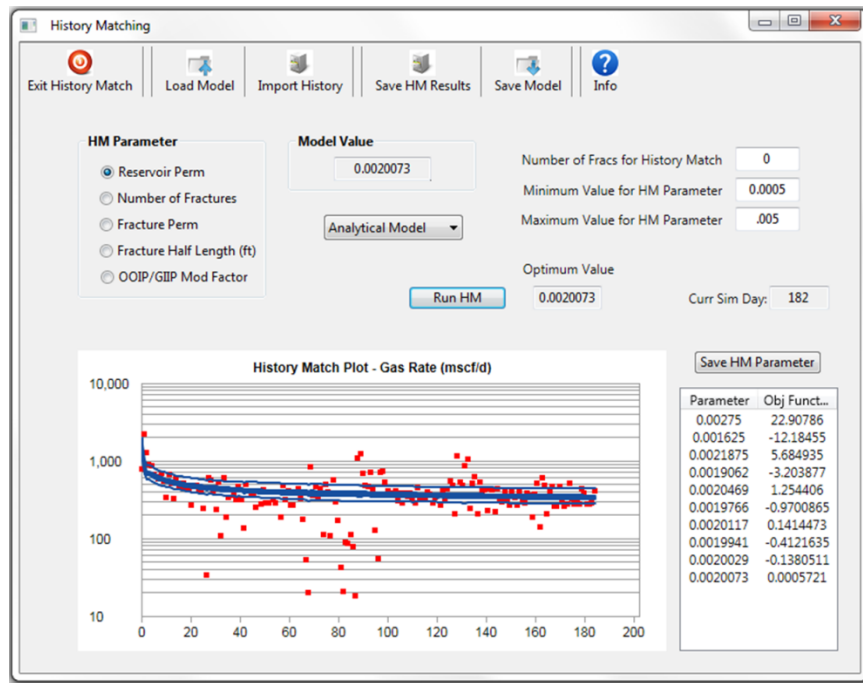 History Matching
Exit History Match Load Model Import History Save HM Results Save Model Info
HM Parameter
Reservoir Perm
Number of Fractures
Fracture Perm
Fracture Half Length (ft)
OOIP/GIIP Mod Factor
Model Value
0.0020073
Analytical Model
Number of Fracs for History Match 0
Minimum Value for HM Parameter 0.0005
Maximum Value for HM Parameter .005
Optimum Value
Run HM 0.0020073 Curr Sim Day: 182
Save HM Parameter
History Match Plot - Gas Rate (mscf/d)
10,000
1,000
100
10
0 20 40 60 80 100 120 140 160 180 200
Parameter Obj Funct...
0.00275 22.90786
0.001625 -12.18455
0.0021875 5.684935
0.0019062 -3.203877
0.0020469 1.254406
0.0019766 -0.9700865
0.0020117 0.1414473
0.0019941 -0.4121635
0.0020029 -0.1380511
0.0020073 0.0005721